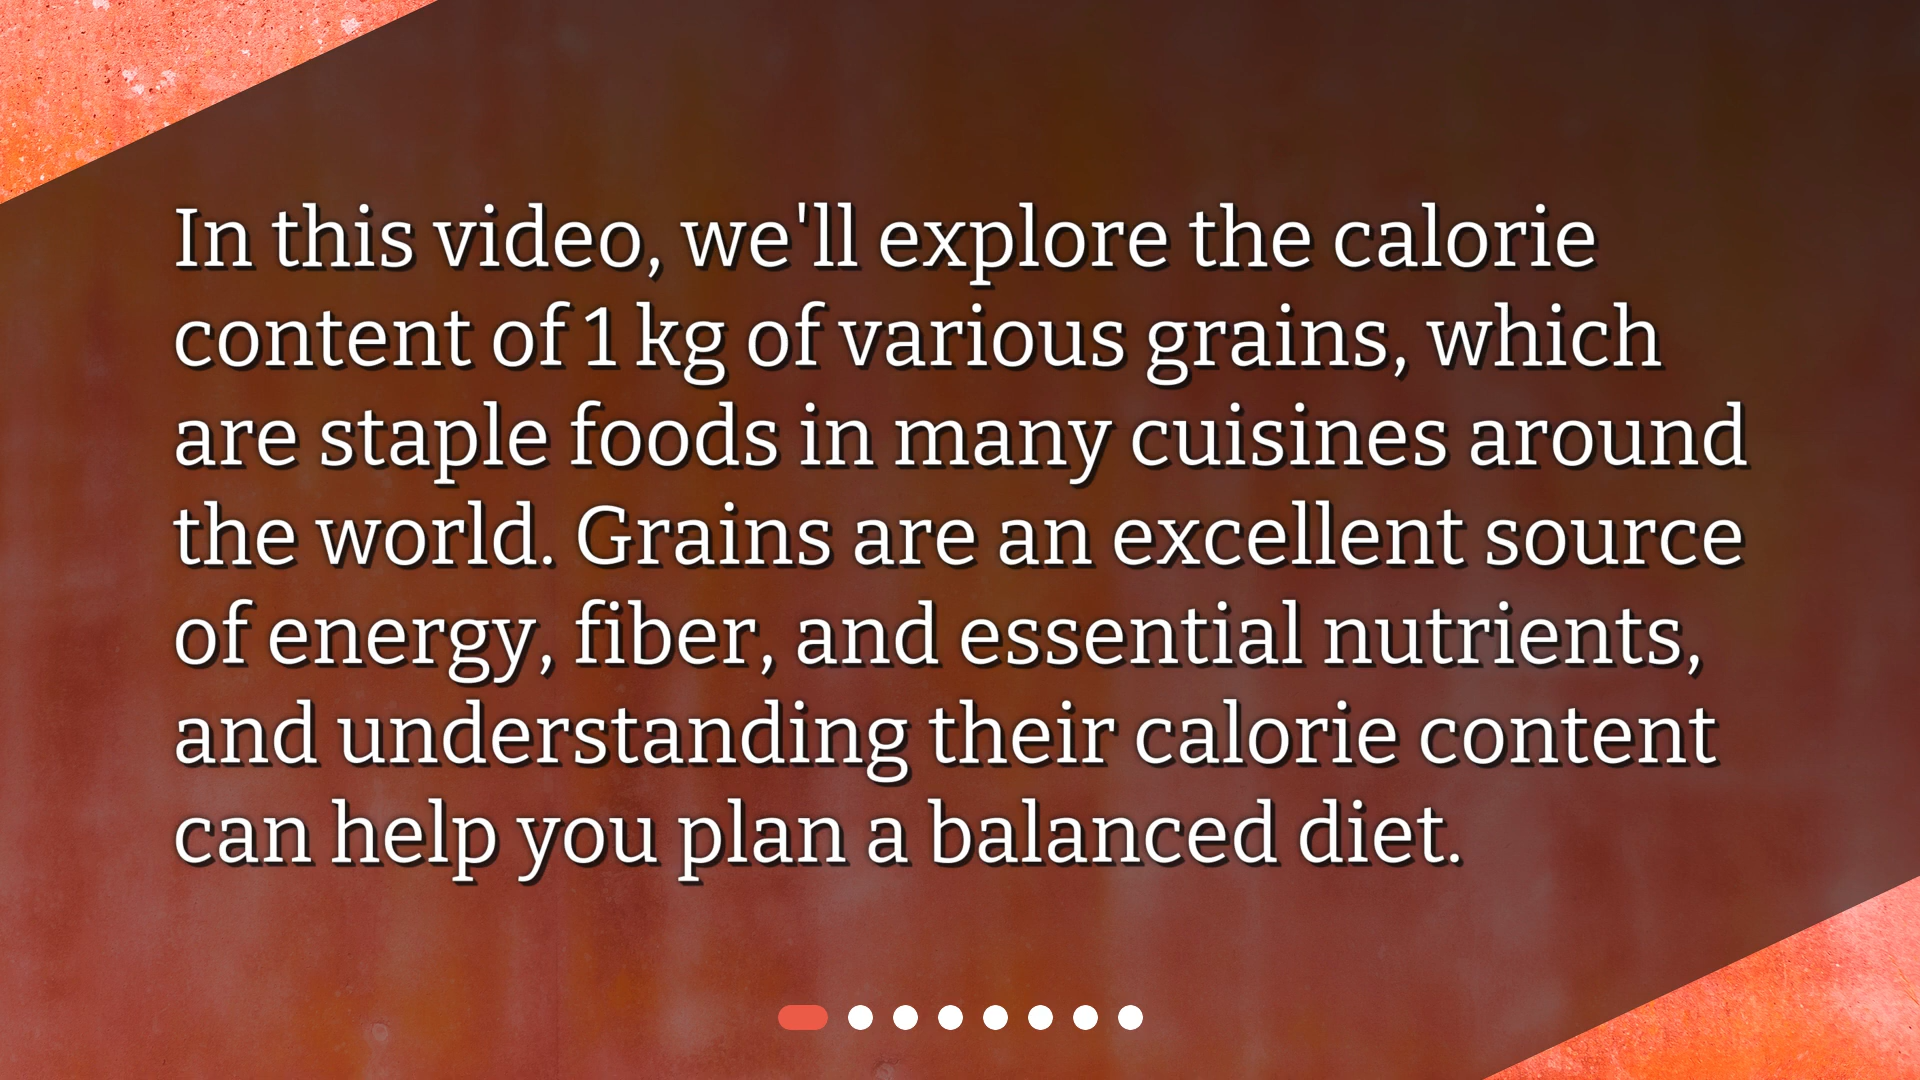 In this video, we'll explore the calorie
content of 1 kg of various grains, which
are staple foods in many cuisines around
the world. Grains are an excellent source
of energy, fiber, and essential nutrients,
and understanding their calorie content
can help you plan a balanced diet.